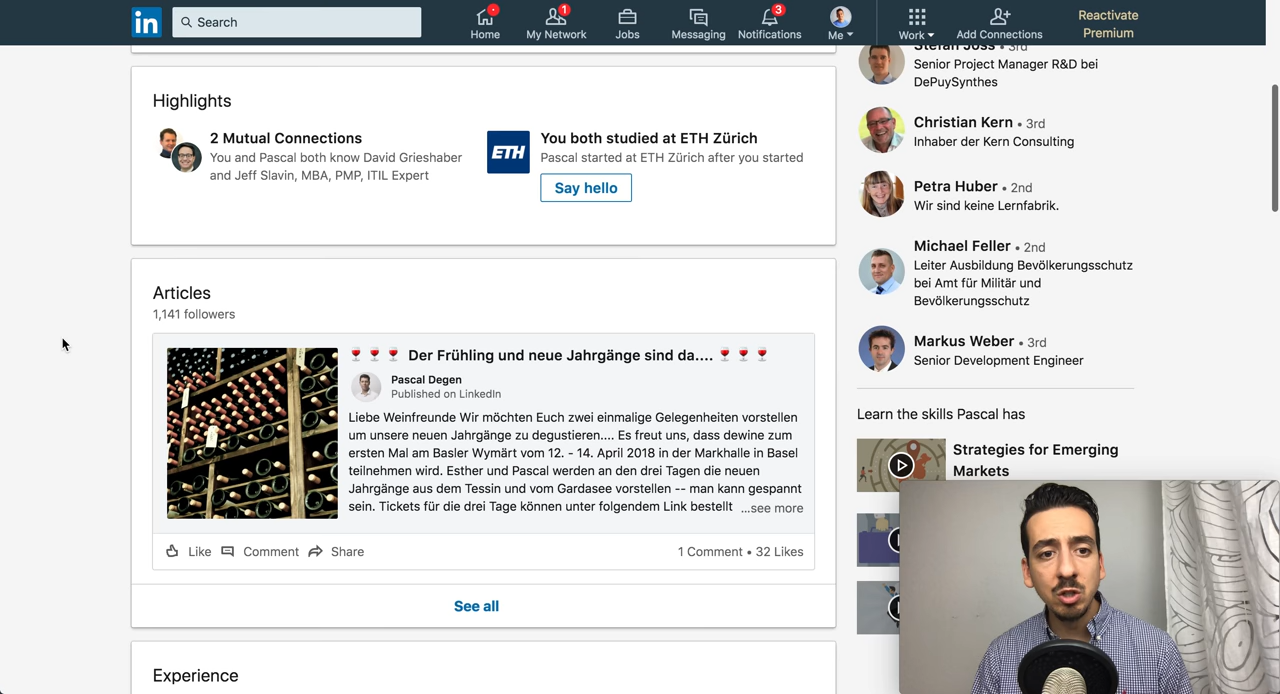 in
Search
Home
1
My Network
Jobs
Messaging
3
Notifications
Me
Work
Add Connections
Reactivate
Premium
Highlights
2 Mutual Connections
You and Pascal both know David Grieshaber
and Jeff Slavin, MBA, PMP, ITIL Expert
ETH
You both studied at ETH Zürich
Pascal started at ETH Zürich after you started
Say hello
Articles
1,141 followers
Der Frühling und neue Jahrgänge sind da....
Pascal Degen
Published on LinkedIn
Liebe Weinfreunde Wir möchten Euch zwei einmalige Gelegenheiten vorstellen
um unsere neuen Jahrgänge zu degustieren.... Es freut uns, dass dewine zum
ersten Mal am Basler Wymärt vom 12. - 14. April 2018 in der Markhalle in Basel
teilnehmen wird. Esther und Pascal werden an den drei Tagen die neuen
Jahrgänge aus dem Tessin und vom Gardasee vorstellen -- man kann gespannt
sein. Tickets für die drei Tage können unter folgendem Link bestellt ...see more
Like
Comment
Share
1 Comment • 32 Likes
See all
Experience
Stefan Joss • 3rd
Senior Project Manager R&D bei
DePuySynthes
Christian Kern • 3rd
Inhaber der Kern Consulting
Petra Huber • 2nd
Wir sind keine Lernfabrik.
Michael Feller • 2nd
Leiter Ausbildung Bevölkerungsschutz
bei Amt für Militär und
Bevölkerungsschutz
Markus Weber • 3rd
Senior Development Engineer
Learn the skills Pascal has
Strategies for Emerging
Markets